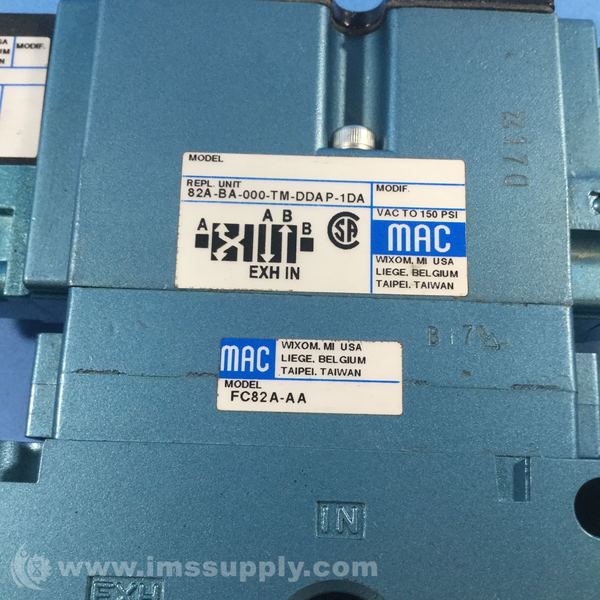 MODIF.
MODEL
REPL. UNIT
82A-BA-000-TM-DDAP-1DA
MODIF.
VAC TO 150 PSI
A A B B
EXH IN
SA
MAC
WIXOM, MI USA
LIEGE, BELGIUM
TAIPEI, TAIWAN
MAC
WIXOM, MI USA
LIEGE, BELGIUM
TAIPEI, TAIWAN
MODEL
FC82A-AA
IN
EXH
www.imssupply.com